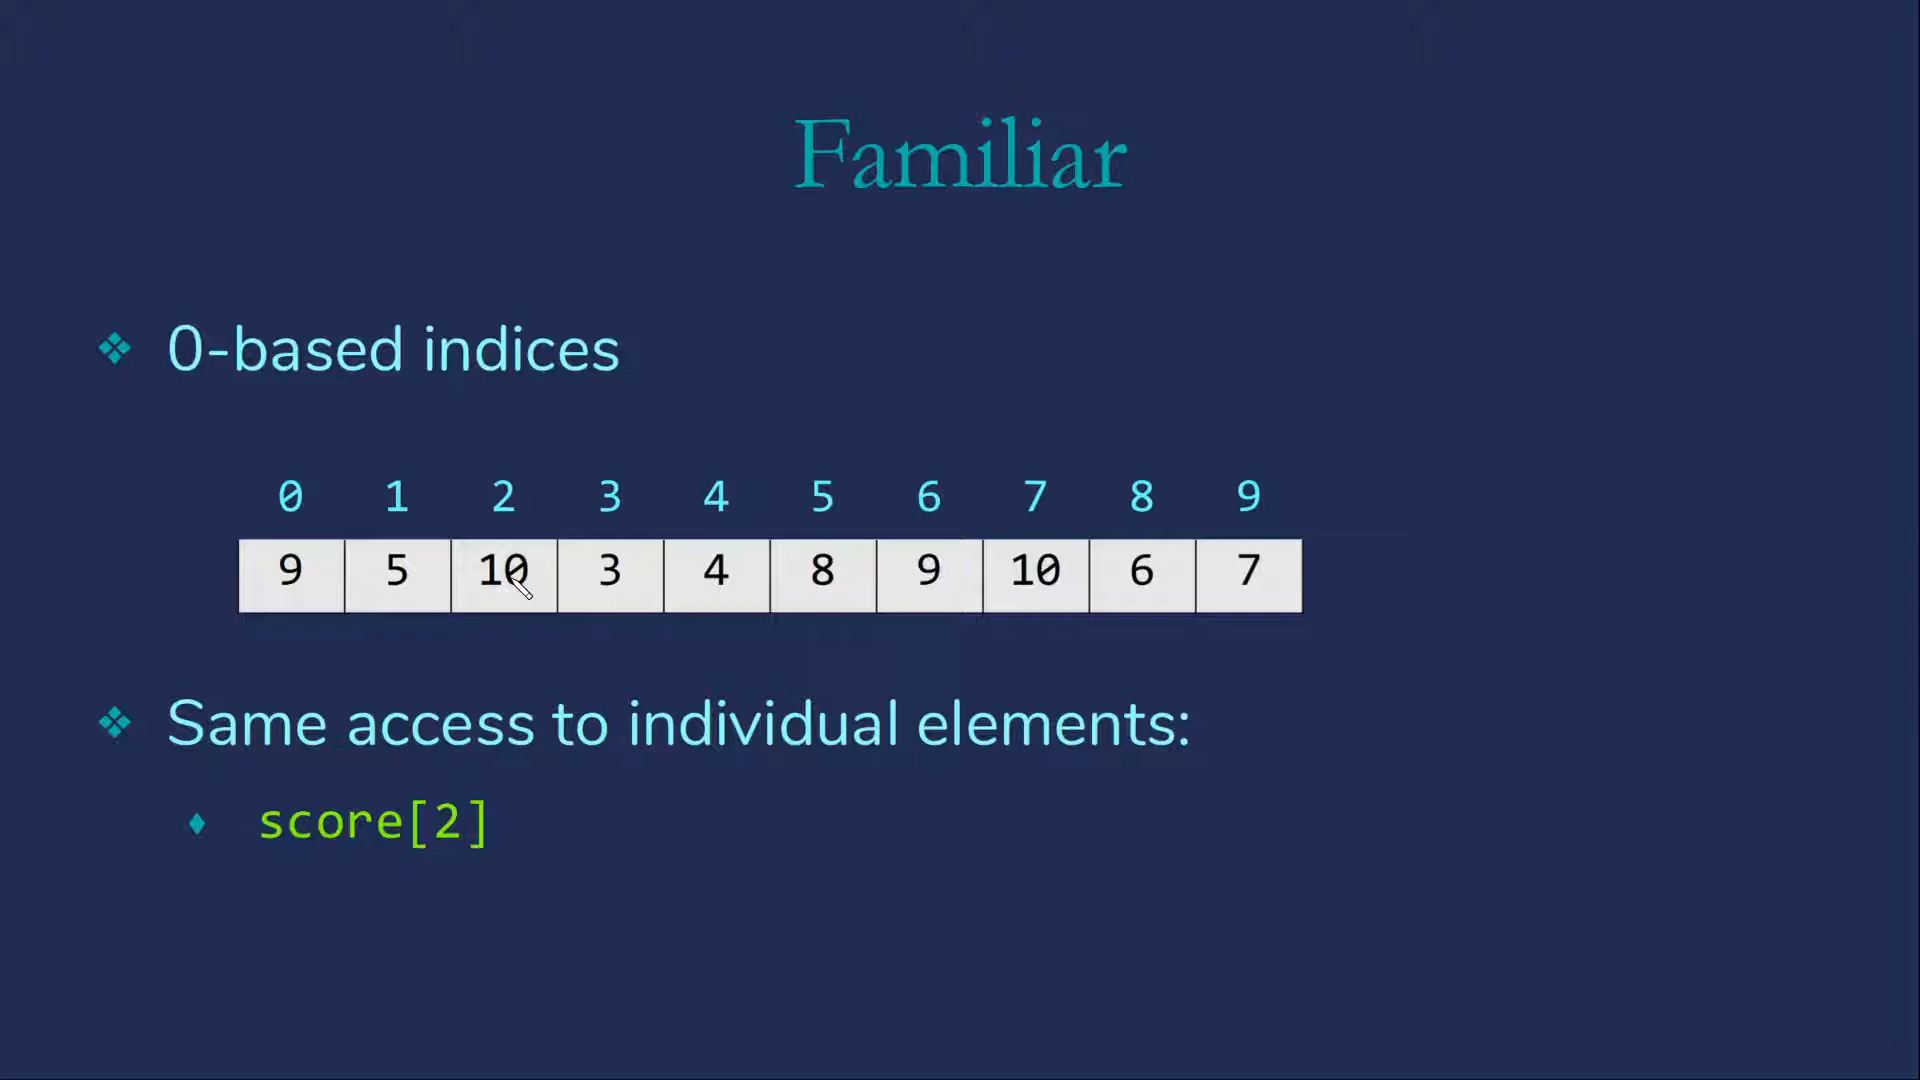 Familiar
0-based indices
0 1 2 3 4 5 6 7 8 9
9 5 10 3 4 8 9 10 6 7
Same access to individual elements:
score[2]